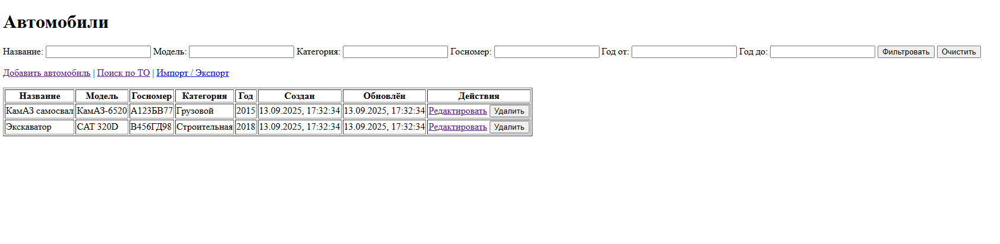 Автомобили
Название: Модель: Категория: Госномер: Год от: Год до: Фильтровать Очистить
Добавить автомобиль | Поиск по ТО | Импорт / Экспорт
Название Модель Госномер Категория Год Создан Обновлён Действия
КамАЗ самосвал КамАЗ-6520 А123БВ77 Грузовой 2015 13.09.2025, 17:32:34 13.09.2025, 17:32:34 Редактировать Удалить
Экскаватор CAT 320D В456ГД98 Строительная 2018 13.09.2025, 17:32:34 13.09.2025, 17:32:34 Редактировать Удалить